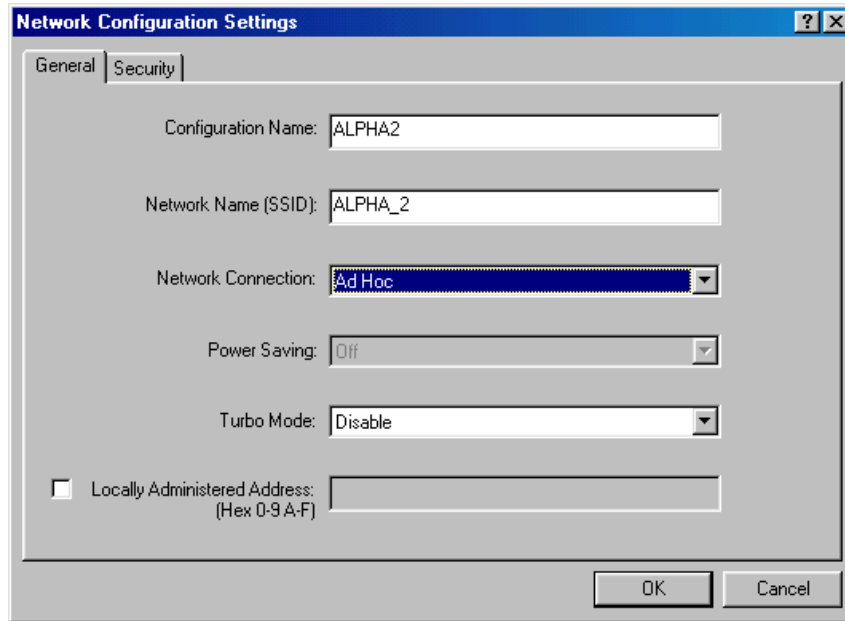 Network Configuration Settings
General
Security
Configuration Name: ALPHA2
Network Name (SSID): ALPHA_2
Network Connection: Ad Hoc
Power Saving: Off
Turbo Mode: Disable
Locally Administered Address:
(Hex 0-9 A-F)
OK
Cancel